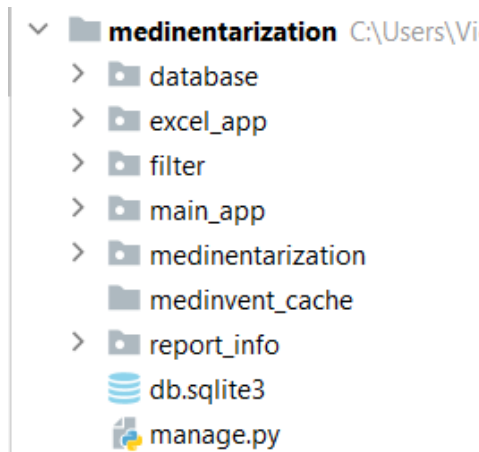 medinentarization C:\Users\Vi
database
excel_app
filter
main_app
medinentarization
medinvent_cache
report_info
db.sqlite3
manage.py